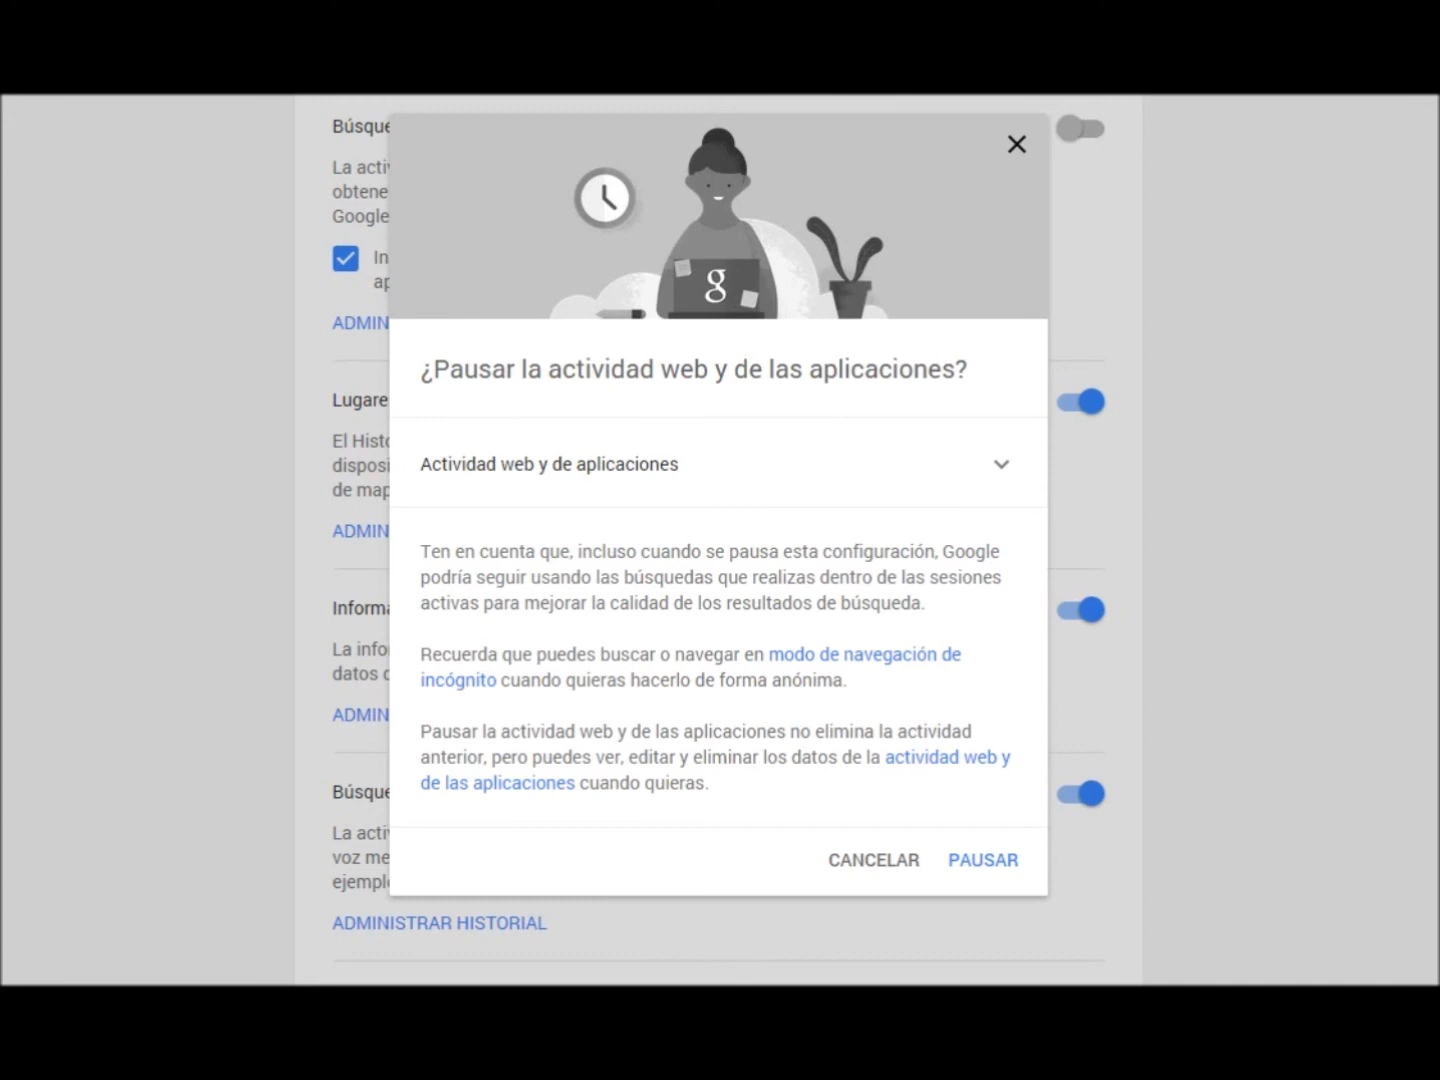 Búsque
La activ
obtene
Google
In
ap
ADMIN
Lugare
El Histo
disposi
de map
ADMIN
Informa
La info
datos d
ADMIN
Búsque
La activ
voz me
ejemplo
ADMINISTRAR HISTORIAL
g
¿Pausar la actividad web y de las aplicaciones?
Actividad web y de aplicaciones
Ten en cuenta que, incluso cuando se pausa esta configuración, Google
podría seguir usando las búsquedas que realizas dentro de las sesiones
activas para mejorar la calidad de los resultados de búsqueda.
Recuerda que puedes buscar o navegar en modo de navegación de
incógnito cuando quieras hacerlo de forma anónima.
Pausar la actividad web y de las aplicaciones no elimina la actividad
anterior, pero puedes ver, editar y eliminar los datos de la actividad web y
de las aplicaciones cuando quieras.
CANCELAR PAUSAR